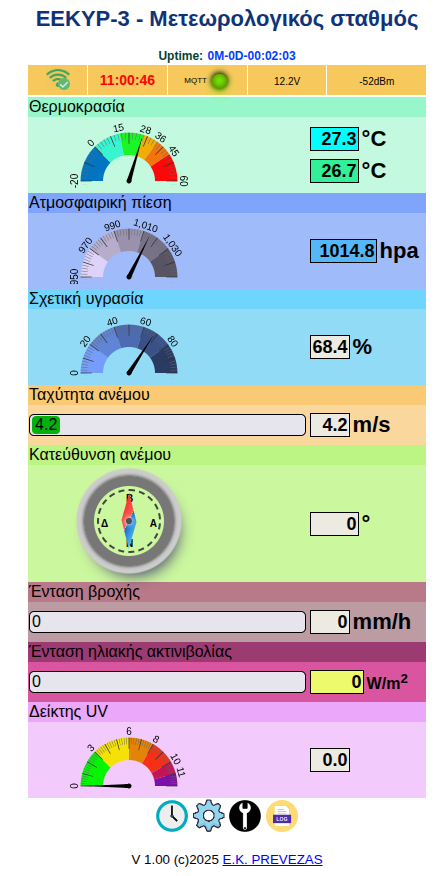 ΕΕΚΥΡ-3 - Μετεωρολογικός σταθμός
Uptime: 0M-0D-00:02:03
11:00:46 MQTT 12.2V -52dBm
Θερμοκρασία
-20 0 15 28 36 45 60
27.3 °C
26.7 °C
Ατμοσφαιρική πίεση
950 970 990 1.010 1.030
1014.8 hpa
Σχετική υγρασία
0 20 40 60 80
68.4 %
Ταχύτητα ανέμου
4.2 4.2 m/s
Κατεύθυνση ανέμου
Β
Δ Α
Ν
0 °
Ένταση βροχής
0 0 mm/h
Ένταση ηλιακής ακτινιβολίας
0 0 W/m²
Δείκτης UV
0 3 6 8 10 11
0.0
LOG
V 1.00 (c)2025 E.K. PREVEZAS